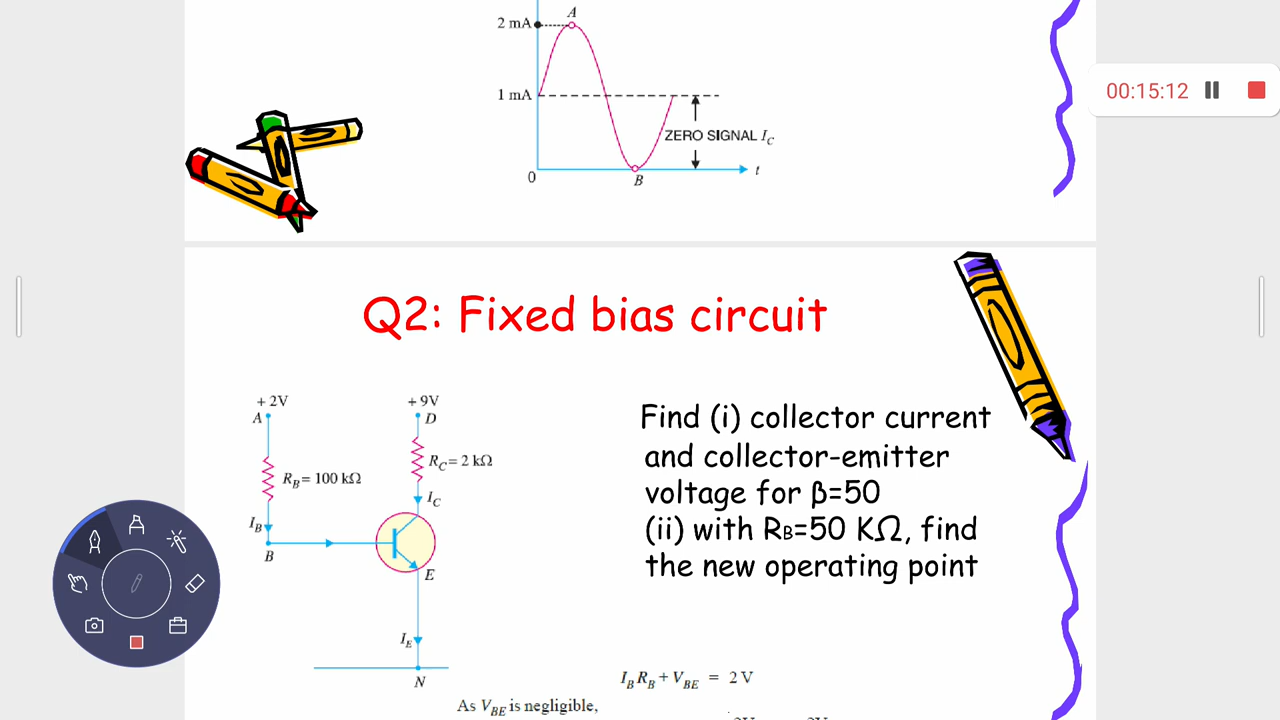 A
2 mA
00:15:12
1 mA
ZERO SIGNAL I_C
0
t
B
Q2: Fixed bias circuit
+ 2V
+ 9V
A
D
R_B = 100 kΩ
R_C = 2 kΩ
I_C
I_B
B
E
I_E
N
Find (i) collector current
and collector-emitter
voltage for β=50
(ii) with R_B=50 KΩ, find
the new operating point
I_B R_B + V_BE = 2 V
As V_BE is negligible,